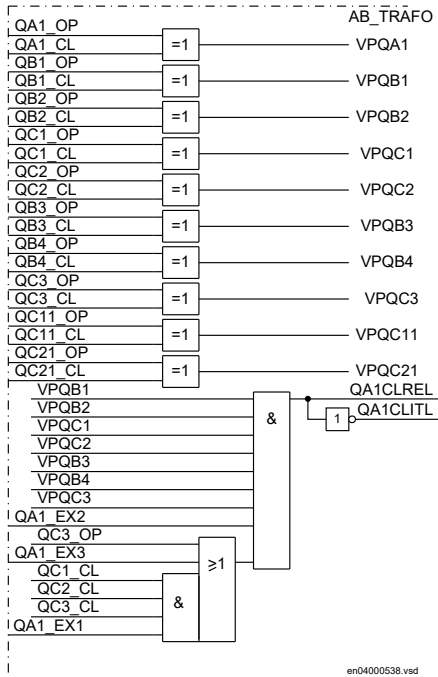 AB_TRAFO
QA1_OP
QA1_CL
=1
VPQA1
QB1_OP
QB1_CL
=1
VPQB1
QB2_OP
QB2_CL
=1
VPQB2
QC1_OP
QC1_CL
=1
VPQC1
QC2_OP
QC2_CL
=1
VPQC2
QB3_OP
QB3_CL
=1
VPQB3
QB4_OP
QB4_CL
=1
VPQB4
QC3_OP
QC3_CL
=1
VPQC3
QC11_OP
QC11_CL
=1
VPQC11
QC21_OP
QC21_CL
=1
VPQC21
VPQB1
VPQB2
VPQC1
VPQC2
VPQB3
VPQB4
VPQC3
QA1_EX2
&
QA1CLREL
1
QA1CLITL
QC3_OP
QA1_EX3
≥1
QC1_CL
QC2_CL
QC3_CL
QA1_EX1
&
en04000538.vsd